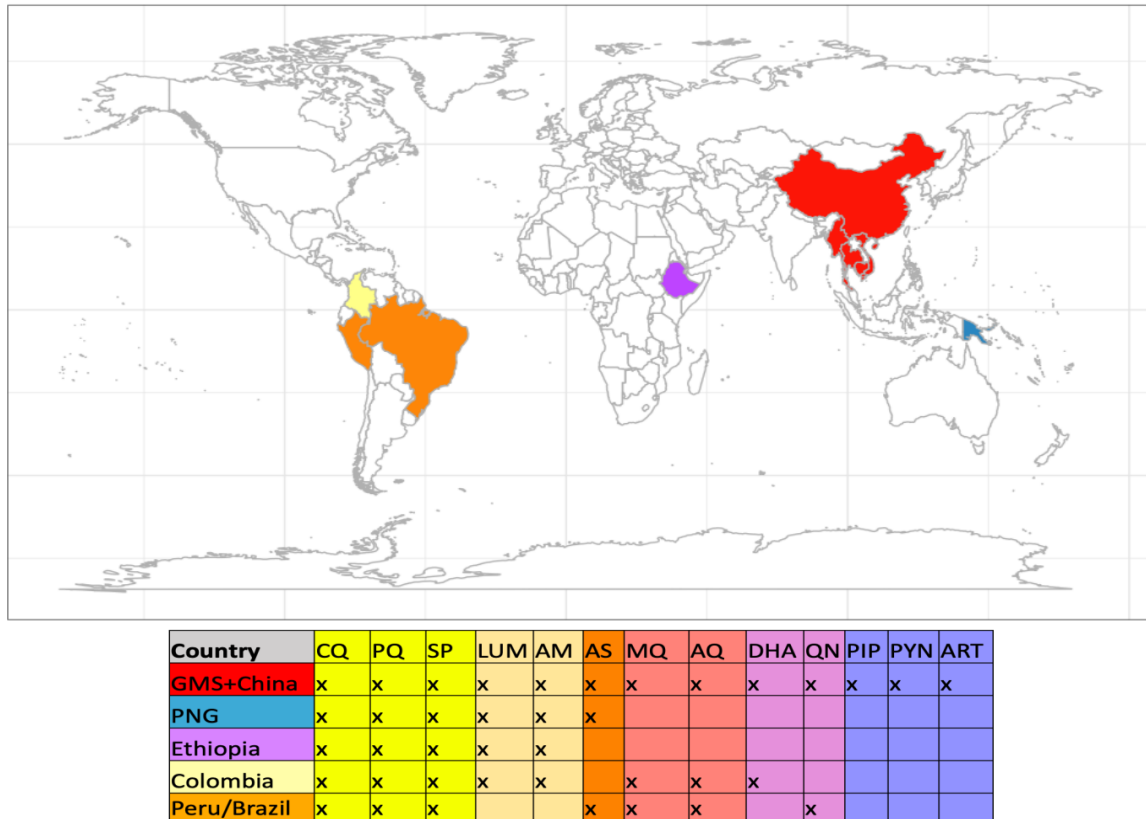 Country CQ PQ SP LUM AM AS MQ AQ DHA QN PIP PYN ART
GMS+China x x x x x x x x x x x x x
PNG x x x x x x
Ethiopia x x x x x
Colombia x x x x x x x x
Peru/Brazil x x x x x x x